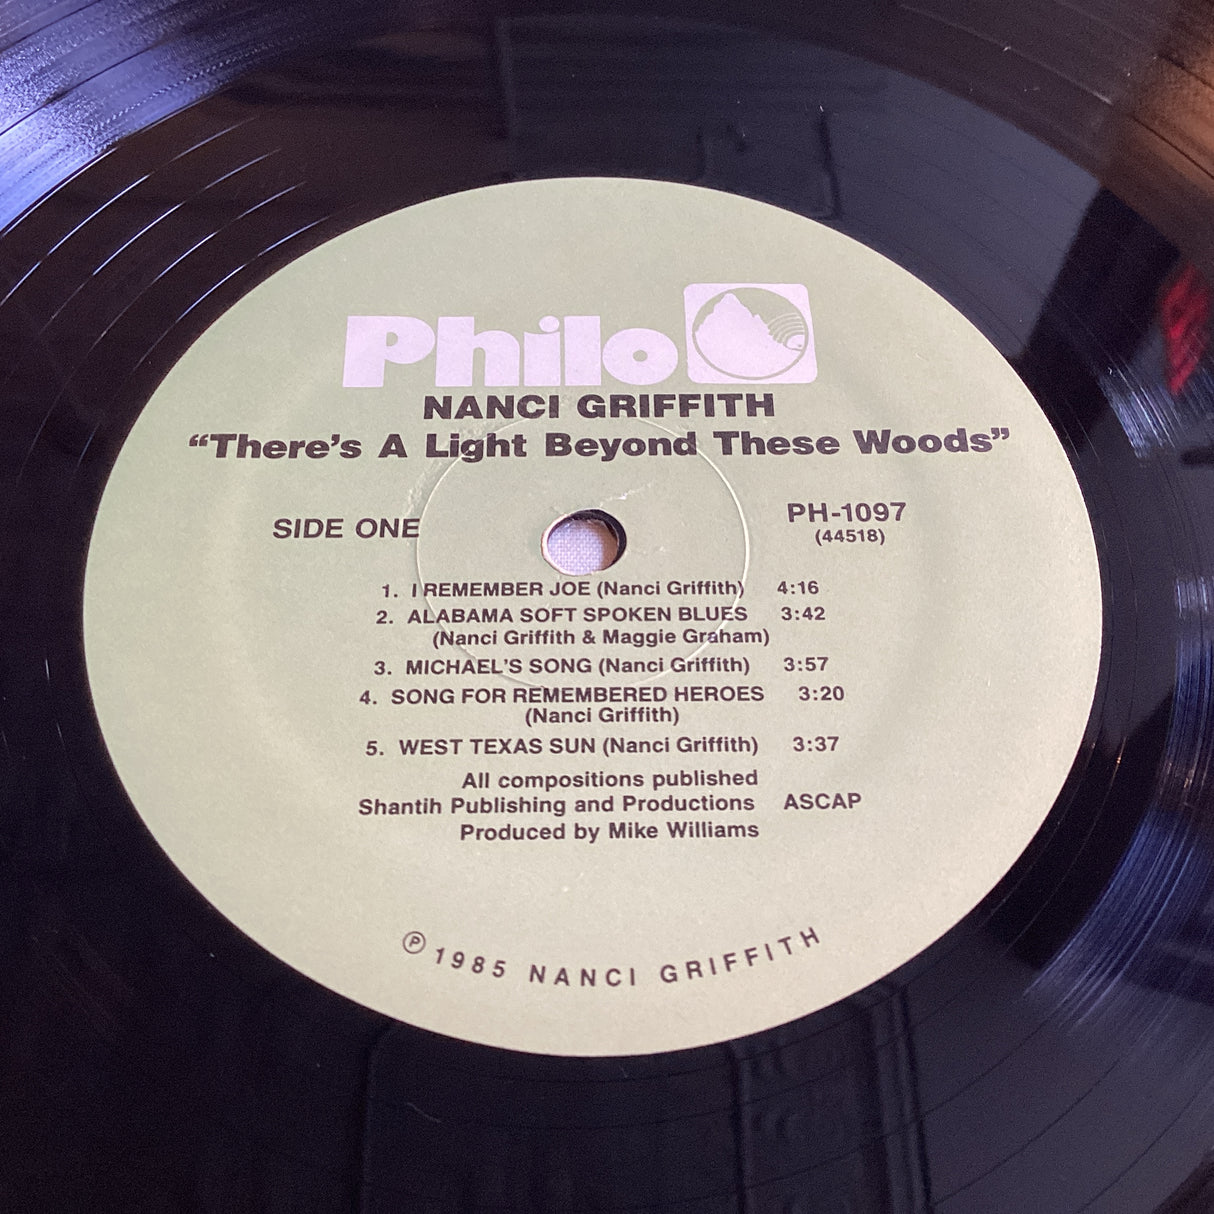 Philo
NANCI GRIFFITH
“There’s A Light Beyond These Woods”
SIDE ONE PH-1097
(44518)
1. I REMEMBER JOE (Nanci Griffith) 4:16
2. ALABAMA SOFT SPOKEN BLUES 3:42
(Nanci Griffith & Maggie Graham)
3. MICHAEL’S SONG (Nanci Griffith) 3:57
4. SONG FOR REMEMBERED HEROES 3:20
(Nanci Griffith)
5. WEST TEXAS SUN (Nanci Griffith) 3:37
All compositions published
Shantih Publishing and Productions ASCAP
Produced by Mike Williams
℗ 1985 NANCI GRIFFITH